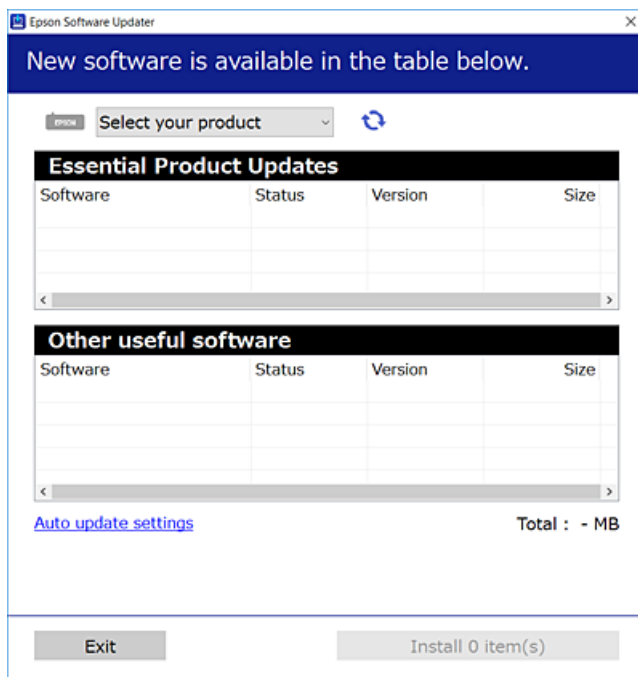 Epson Software Updater
New software is available in the table below.
EPSON Select your product
Essential Product Updates
Software Status Version Size
Other useful software
Software Status Version Size
Auto update settings Total : - MB
Exit Install 0 item(s)